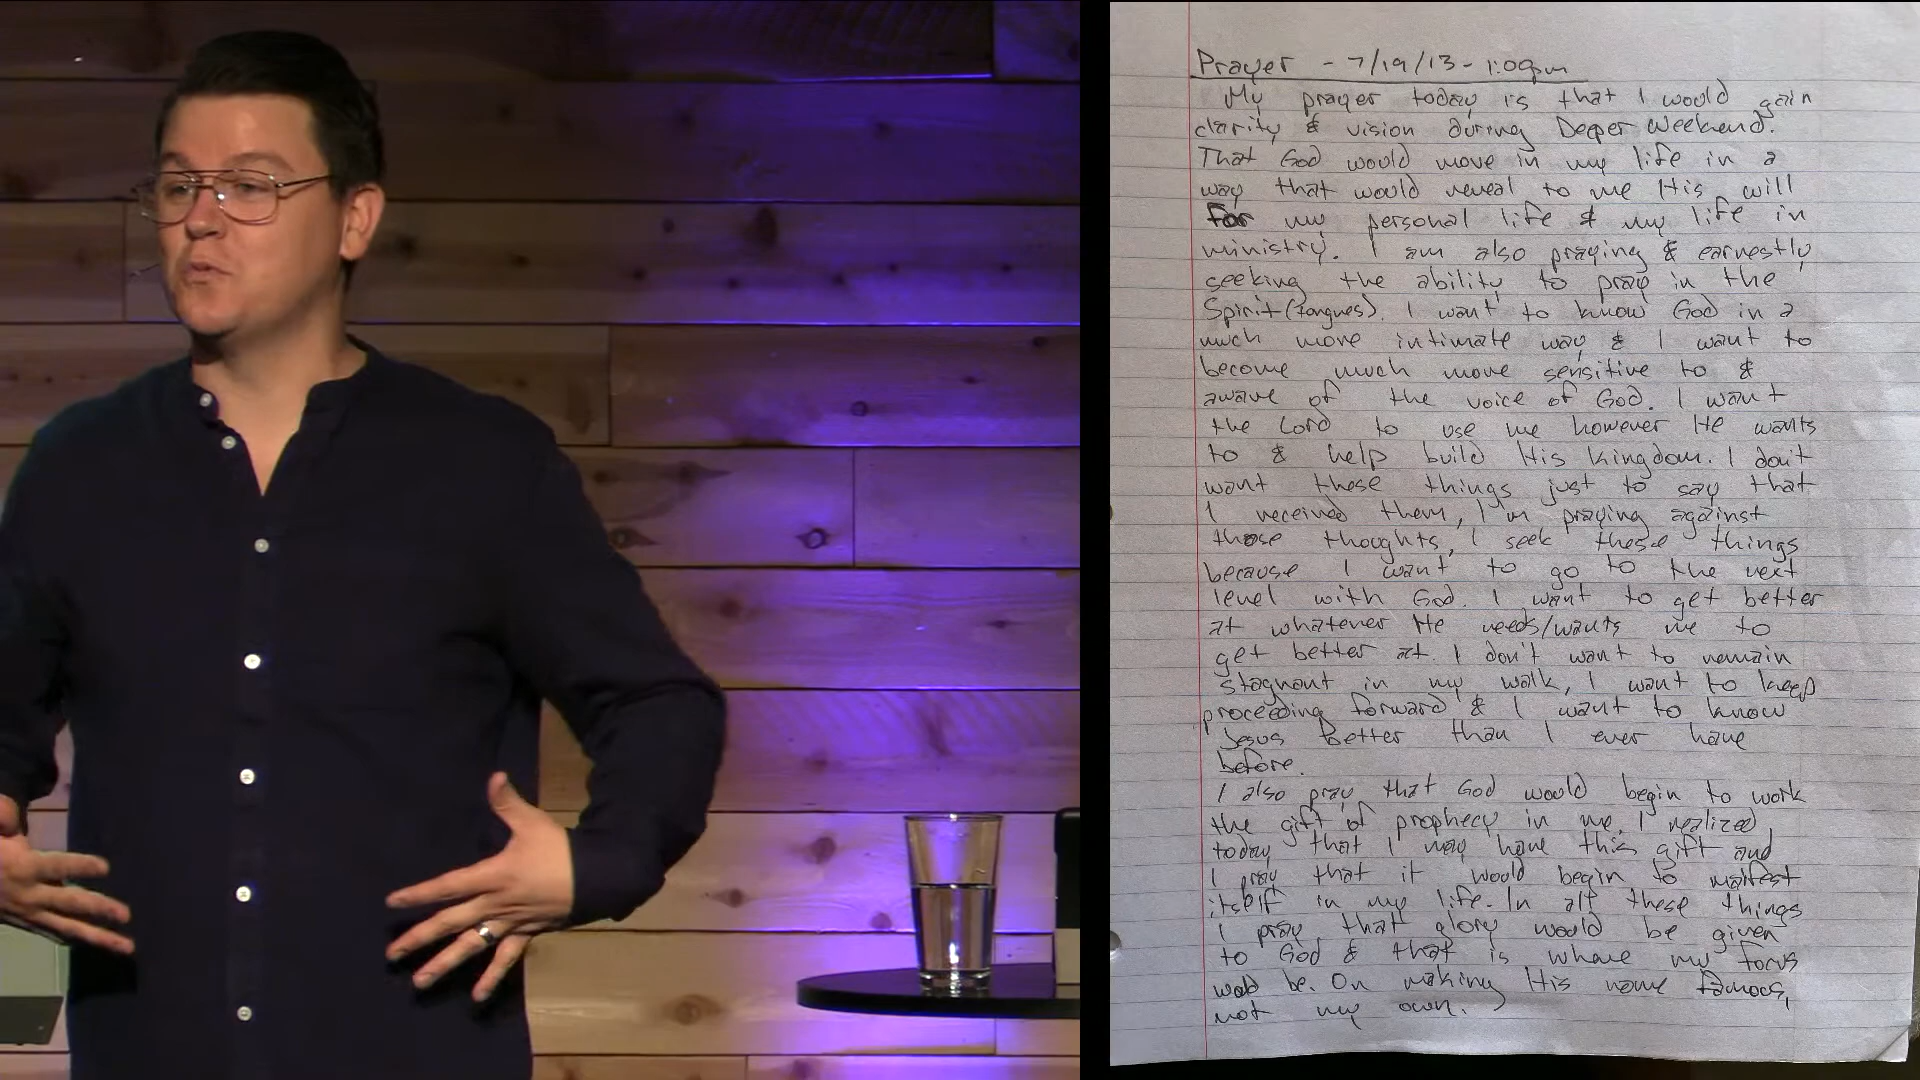 Prayer - 7/19/13 - 1:00pm
My prayer today is that I would gain
clarity & vision during Deeper Weekend.
That God would move in my life in a
way that would reveal to me His will
for my personal life & my life in
ministry. I am also praying & earnestly
seeking the ability to pray in the
Spirit (tongues). I want to know God in a
much more intimate way & I want to
become much more sensitive to &
aware of the voice of God. I want
the Lord to use me however He wants
to & help build His kingdom. I don't
want these things just to say that
I received them, I'm praying against
those thoughts, I seek these things
because I want to go to the next
level with God. I want to get better
at whatever He needs/wants me to
get better at. I don't want to remain
stagnant in my walk, I want to keep
proceeding forward & I want to know
Jesus better than I ever have
before.
I also pray that God would begin to work
the gift of prophecy in me. I realized
today that I may have this gift and
I pray that it would begin to manifest
itself in my life. In all these things
I pray that glory would be given
to God & that is where my focus
would be. On making His name famous,
not my own.